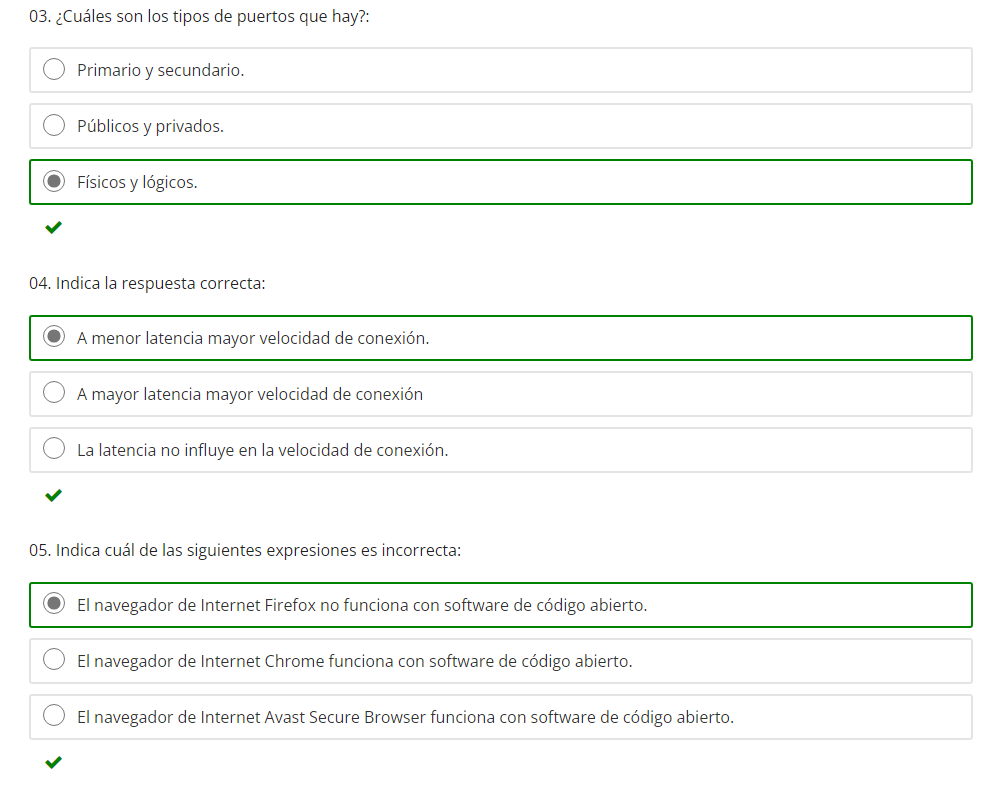 03. ¿Cuáles son los tipos de puertos que hay?:
Primario y secundario.
Públicos y privados.
Físicos y lógicos.
04. Indica la respuesta correcta:
A menor latencia mayor velocidad de conexión.
A mayor latencia mayor velocidad de conexión
La latencia no influye en la velocidad de conexión.
05. Indica cuál de las siguientes expresiones es incorrecta:
El navegador de Internet Firefox no funciona con software de código abierto.
El navegador de Internet Chrome funciona con software de código abierto.
El navegador de Internet Avast Secure Browser funciona con software de código abierto.